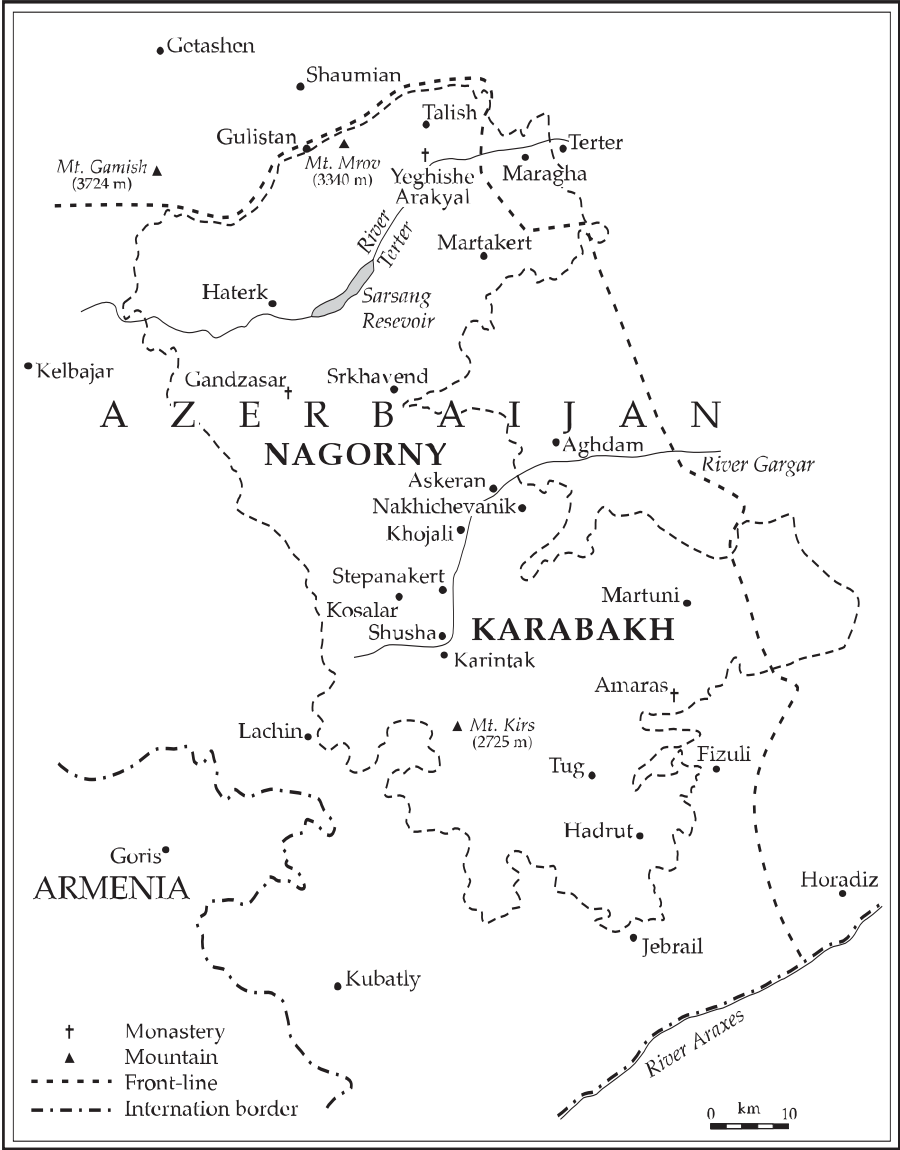 Getashen
Shaumian
Talish
Gulistan
Terter
Mt. Gamish
(3724 m)
Mt. Mrov
(3340 m)
Maragha
Yeghishe
Arakyal
River
Terter
Martakert
Haterk
Sarsang
Resevoir
Kelbajar
Gandzasar
Srkhavend
AZERBAIJAN
Aghdam
NAGORNY
River Gargar
Askeran
Nakhichevanik
Khojali
Stepanakert
Martuni
Kosalar
Shusha
KARABAKH
Karintak
Amaras
Lachin
Mt. Kirs
(2725 m)
Fizuli
Tug
Hadrut
Goris
ARMENIA
Horadiz
Jebrail
Kubatly
River Araxes
Monastery
Mountain
Front-line
Internation border
0 km 10